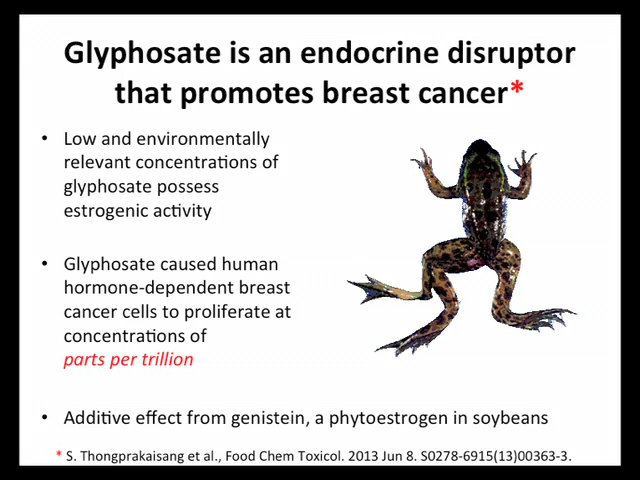 Glyphosate is an endocrine disruptor
that promotes breast cancer*
• Low and environmentally
relevant concentrations of
glyphosate possess
estrogenic activity
• Glyphosate caused human
hormone-dependent breast
cancer cells to proliferate at
concentrations of
parts per trillion
• Additive effect from genistein, a phytoestrogen in soybeans
* S. Thongprakaisang et al., Food Chem Toxicol. 2013 Jun 8. S0278-6915(13)00363-3.